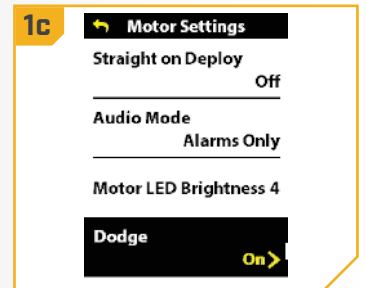 1c
Motor Settings
Straight on Deploy
Off
Audio Mode
Alarms Only
Motor LED Brightness 4
Dodge
On